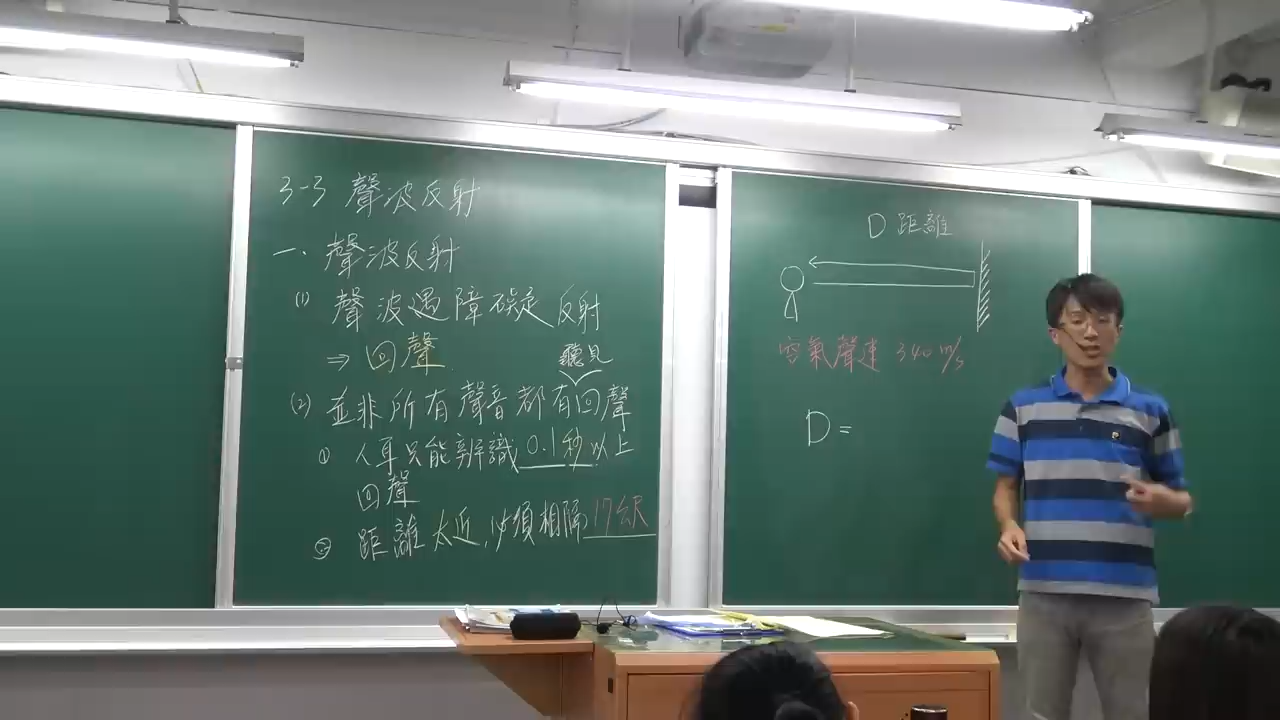 3-3 聲波反射
一. 聲波反射
(1) 聲波遇障礙定反射
⇒ 回聲.
聽見
(2) 並非所有聲音都有回聲
① 人耳只能辨識 0.1秒以上
回聲
② 距離太近,必須相隔17公尺
D 距離
空氣聲速 340 m/s
D =